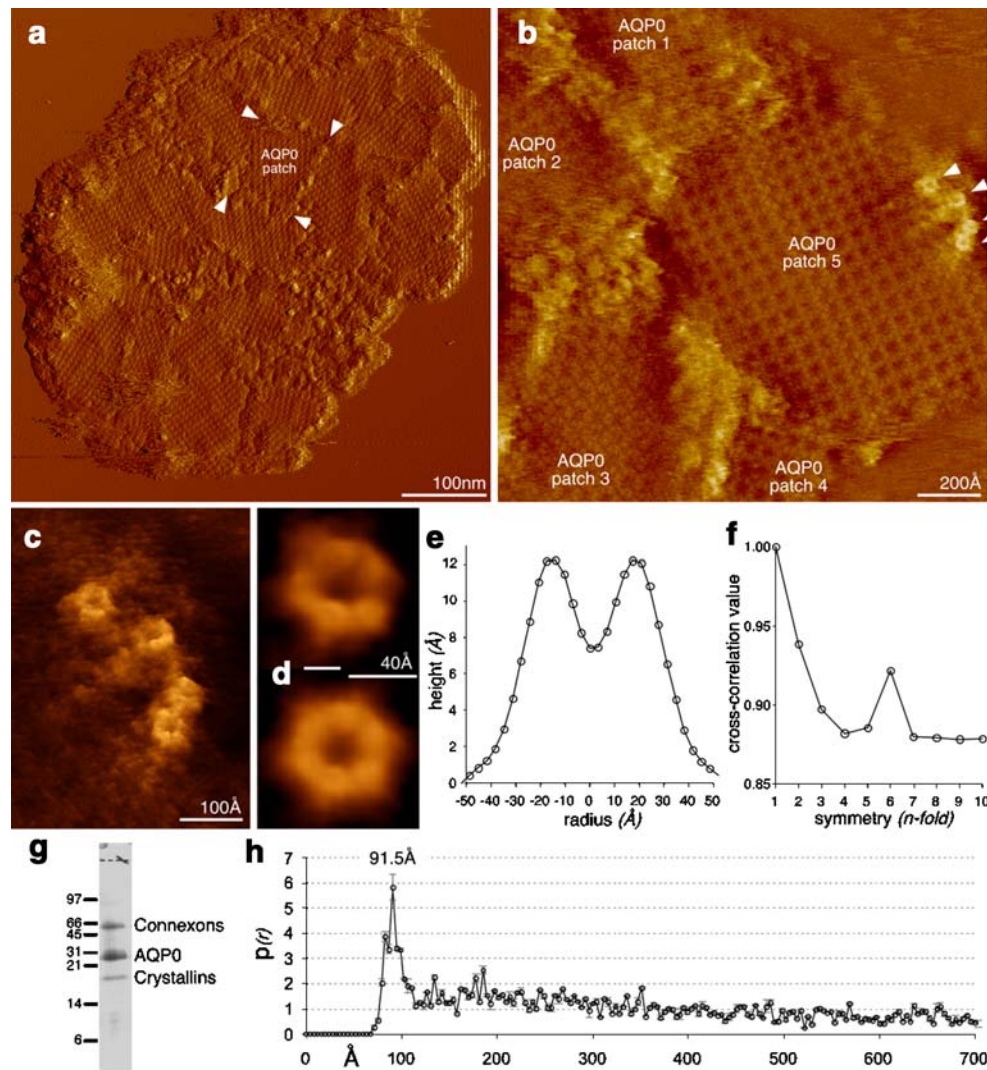 a
AQP0
patch
100nm
b
AQP0
patch 1
AQP0
patch 2
AQP0
patch 5
AQP0
patch 3
AQP0
patch 4
200Å
c
100Å
d
40Å
e
height (Å)
12
10
8
6
4
2
0
-50 -40 -30 -20 -10 0 10 20 30 40 50
radius (Å)
f
cross-correlation value
1.00
0.95
0.90
0.85
1 2 3 4 5 6 7 8 9 10
symmetry (n-fold)
g
97
66
45
31
21
14
6
Connexons
AQP0
Crystallins
h
91.5Å
p(r)
7
6
5
4
3
2
1
0
0 100 200 300 400 500 600 700
Å